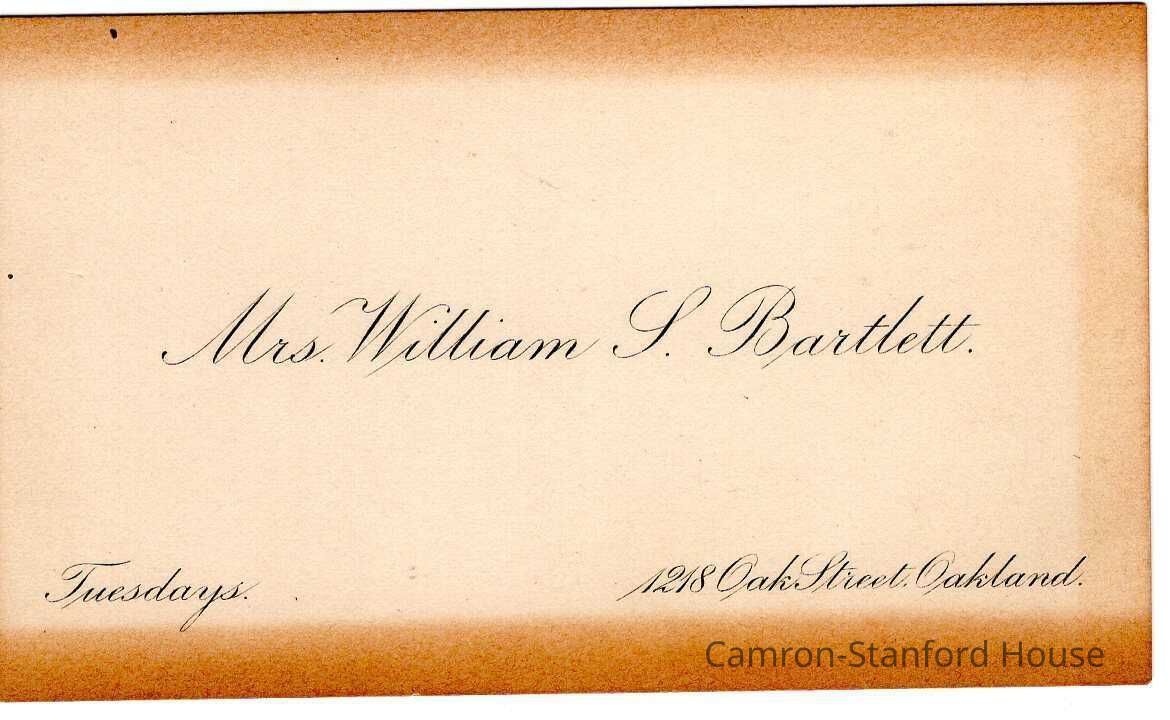 Mrs. William S. Bartlett.
Tuesdays.
1218 Oak Street. Oakland.
Camron-Stanford House